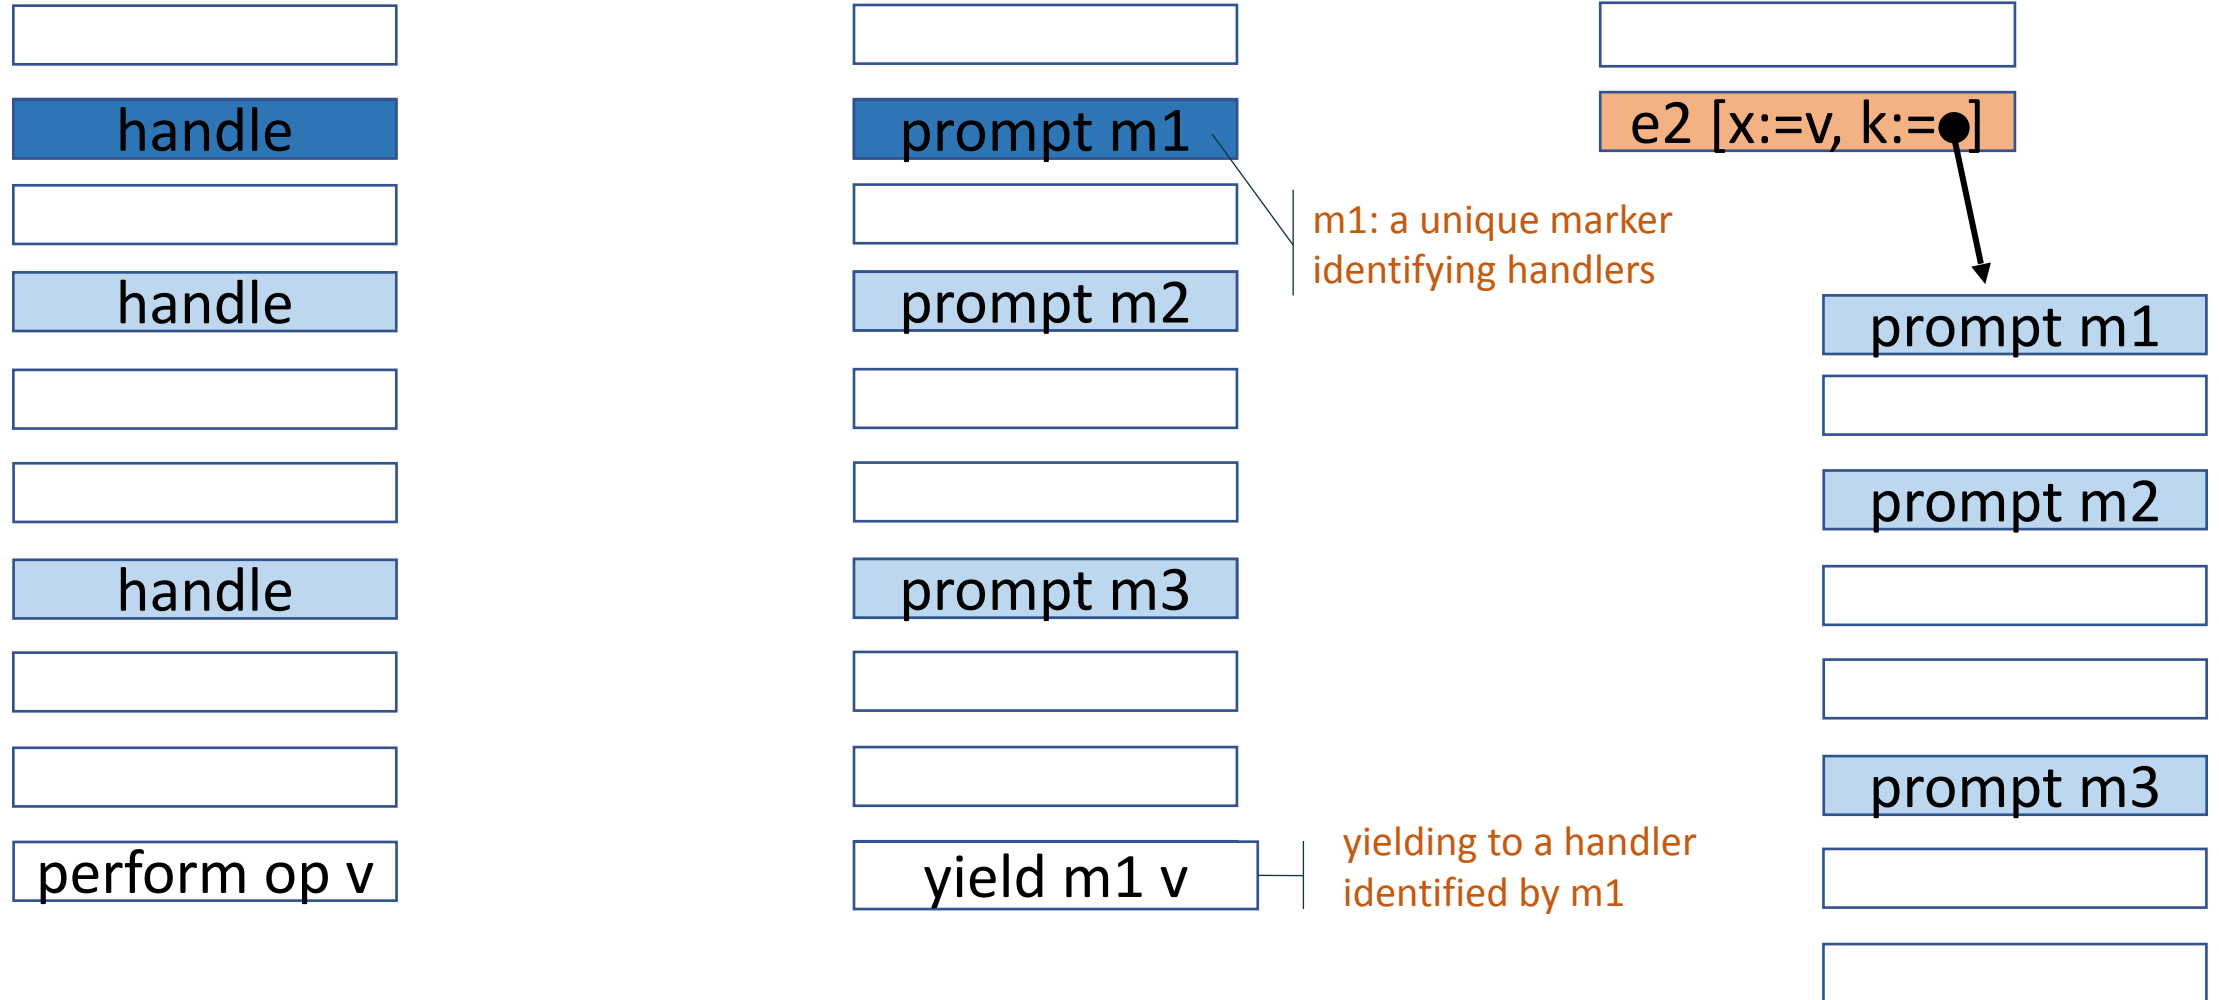 handle
handle
handle
perform op v
prompt m1
m1: a unique marker
identifying handlers
prompt m2
prompt m3
yield m1 v
yielding to a handler
identified by m1
e2 [x:=v, k:=●]
prompt m1
prompt m2
prompt m3